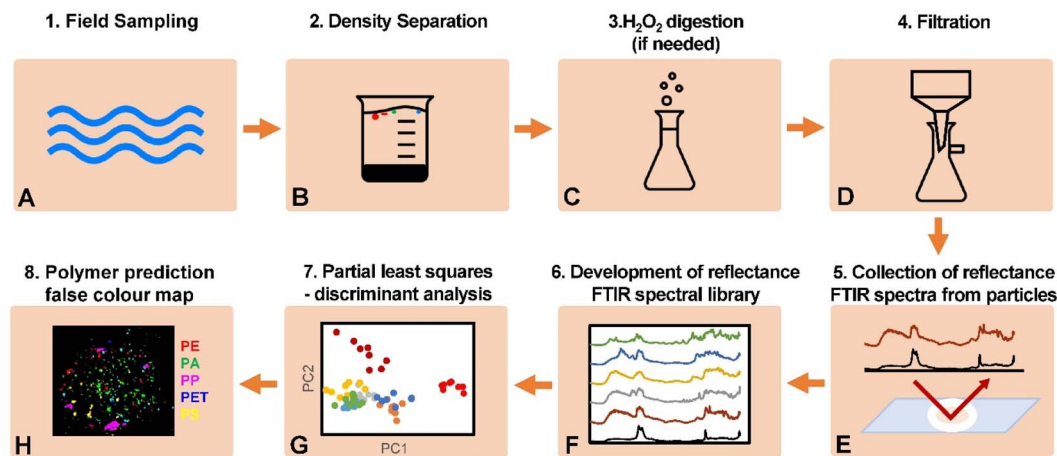 1. Field Sampling
2. Density Separation
3.H₂O₂ digestion
(if needed)
4. Filtration
A
B
C
D
8. Polymer prediction
false colour map
7. Partial least squares
- discriminant analysis
6. Development of reflectance
FTIR spectral library
5. Collection of reflectance
FTIR spectra from particles
PE
PA
PP
PET
PS
H
PC2
PC1
G
F
E